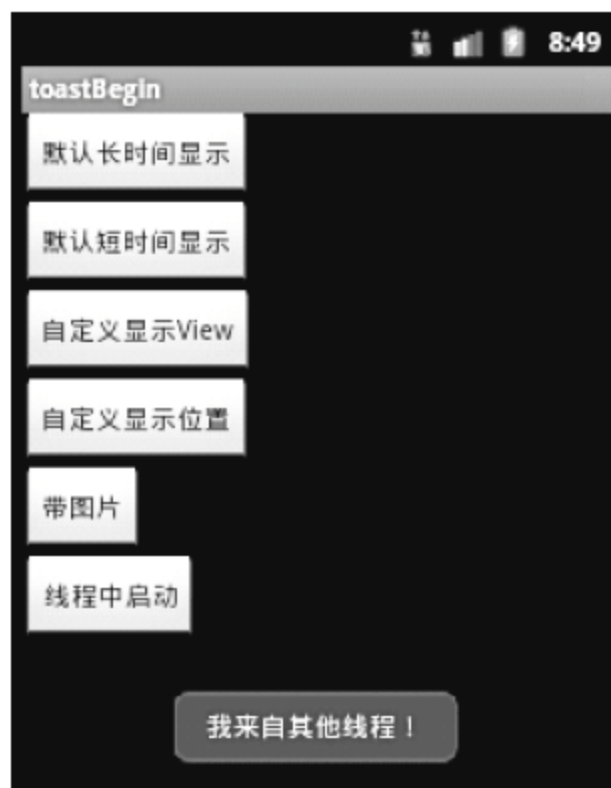 8:49
toastBegin
默认长时间显示
默认短时间显示
自定义显示View
自定义显示位置
带图片
线程中启动
我来自其他线程！